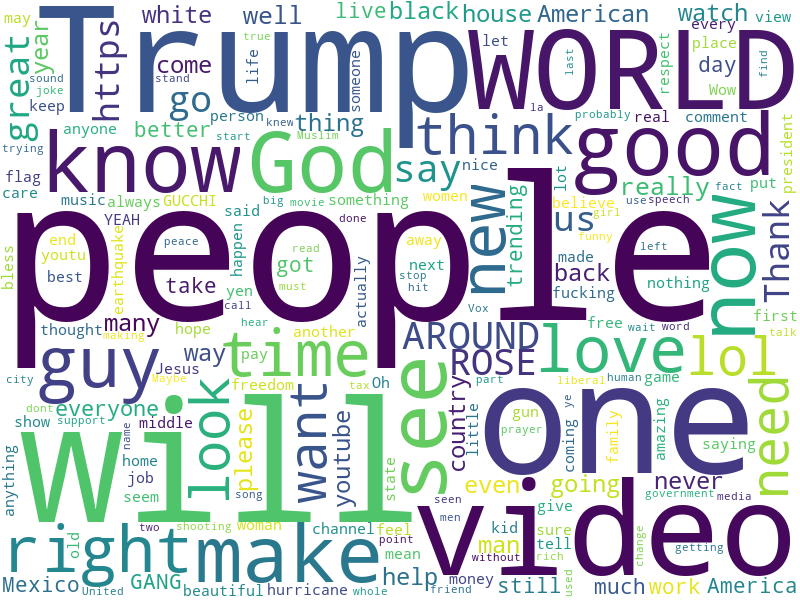 may
white
well
live
black
house
American
watch
view
great
year
true
let
every
sound
joke
https
Trump
WORLD
place
day
come
life
someone
respect
last
find
keep
stand
go
Wow
person
thing
la
probably
real
comment
anyone
better
start
knew
Muslim
trying
know
God
think
good
president
flag
say
nice
really
put
care
music
always
GUCCHI
big
movie
something
women
new
trending
lot
believe
use
speech
fact
YEAH
said
done
us
girl
now
Thank
bless
end
youtu
earthquake
people
peace
read
away
funny
left
best
take
happen
got
must
actually
stop
hit
next
back
made
nothing
yen
call
Vox
fucking
thought
making
many
hope
hear
another
AROUND
free
wait
word
first
talk
guy
way
time
pay
ROSE
love
lol
city
Jesus
Maybe
freedom
tax
Oh
see
country
part
liberal
human
game
need
dont
everyone
look
want
little
gun
ye
family
amazing
show
support
middle
name
please
youtube
prayer
coming
one
saying
anything
will
home
job
seem
state
even
going
never
seen
government
media
two
song
shooting
woman
channel
feel
men
kid
give
old
right
point
mean
video
without
man
sure
tell
change
getting
make
rich
Mexico
United
GANG
beautiful
hurricane
whole
help
money
friend
still
used
much
work
America